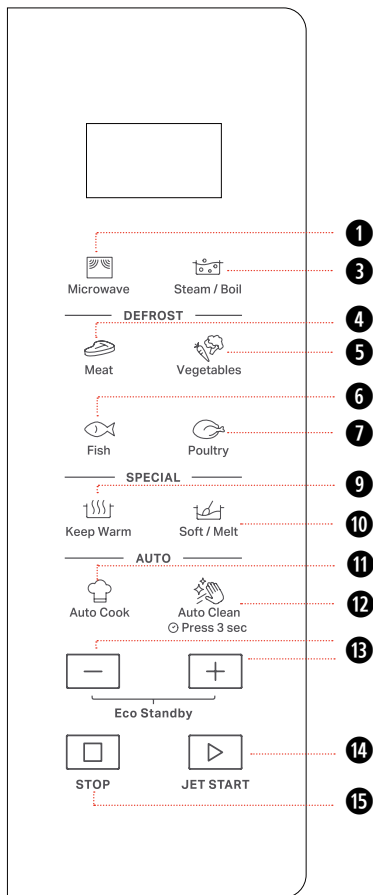 1
Microwave Steam / Boil 3
DEFROST 4
Meat Vegetables 5
6
Fish Poultry 7
SPECIAL 9
Keep Warm Soft / Melt 10
AUTO 11
Auto Cook Auto Clean 12
Press 3 sec
13
− +
Eco Standby
14
STOP JET START
15